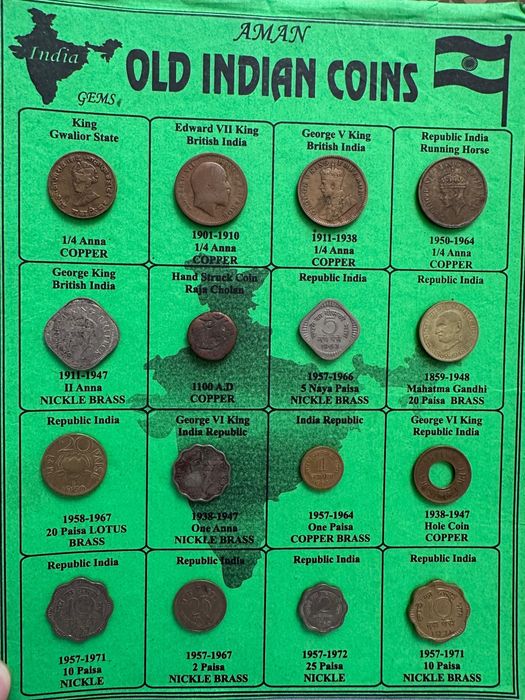 AMAN
India
OLD INDIAN COINS
GEMS
King
Gwalior State
1/4 Anna
COPPER
Edward VII King
British India
1901-1910
1/4 Anna
COPPER
George V King
British India
1911-1938
1/4 Anna
COPPER
Republic India
Running Horse
1950-1964
1/4 Anna
COPPER
George King
British India
1911-1947
II Anna
NICKLE BRASS
Hand Struck Coin
Raja Cholan
1100 A.D
COPPER
Republic India
5
1957-1966
5 Naya Paisa
NICKLE BRASS
Republic India
1859-1948
Mahatma Gandhi
20 Paisa BRASS
Republic India
20
1958-1967
20 Paisa LOTUS
BRASS
George VI King
India Republic
1938-1947
One Anna
NICKLE BRASS
India Republic
1
1957-1964
One Paisa
COPPER BRASS
George VI King
Republic India
1938-1947
Hole Coin
COPPER
Republic India
10
1957-1971
10 Paisa
NICKLE
Republic India
1957-1967
2 Paisa
NICKLE BRASS
Republic India
2
1957-1972
25 Paisa
NICKLE
Republic India
10
1957-1971
10 Paisa
NICKLE BRASS